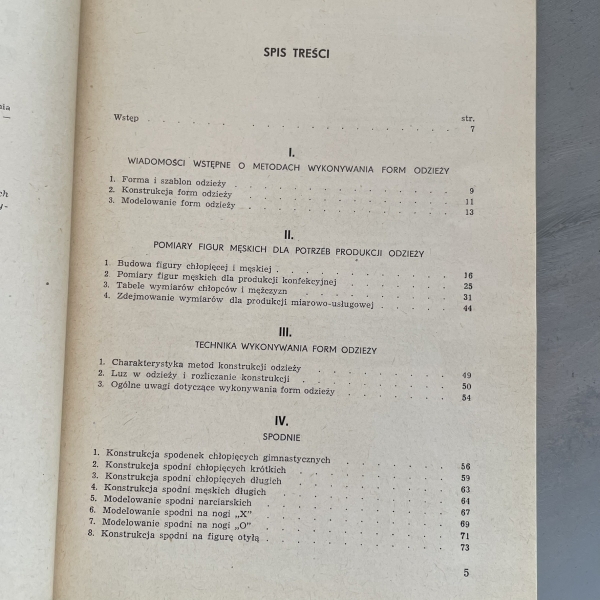 nia
—
ch
y-
SPIS TREŚCI
str.
Wstęp . . . . . . . . . . . . . . . 7
I.
WIADOMOŚCI WSTĘPNE O METODACH WYKONYWANIA FORM ODZIEŻY
1. Forma i szablon odzieży . . . . . . . . . . 9
2. Konstrukcja form odzieży . . . . . . . . . . 11
3. Modelowanie form odzieży . . . . . . . . . . 13
II.
POMIARY FIGUR MĘSKICH DLA POTRZEB PRODUKCJI ODZIEŻY
1. Budowa figury chłopięcej i męskiej . . . . . . . . 16
2 Pomiary figur męskich dla produkcji konfekcyjnej . . . . . 25
3. Tabele wymiarów chłopców i mężczyzn . . . . . . . 31
4. Zdejmowanie wymiarów dla produkcji miarowo-usługowej . . . . 44
III.
TECHNIKA WYKONYWANIA FORM ODZIEŻY
1. Charakterystyka metod konstrukcji odzieży . . . . . . 49
2. Luz w odzieży i rozliczanie konstrukcji . . . . . . . 50
3. Ogólne uwagi dotyczące wykonywania form odzieży . . . . . 54
IV.
SPODNIE
1. Konstrukcja spodenek chłopięcych gimnastycznych . . . . . 56
2. Konstrukcja spodni chłopięcych krótkich . . . . . . . 59
3. Konstrukcja spodni chłopięcych długich . . . . . . . 63
4. Konstrukcja spodni męskich długich . . . . . . . . 64
5. Modelowanie spodni narciarskich . . . . . . . . 67
6. Modelowanie spodni na nogi „X” . . . . . . . . 69
7. Modelowanie spodni na nogi „O” . . . . . . . . 71
8. Konstrukcja spodni na figurę otyłą . . . . . . . . 73
5